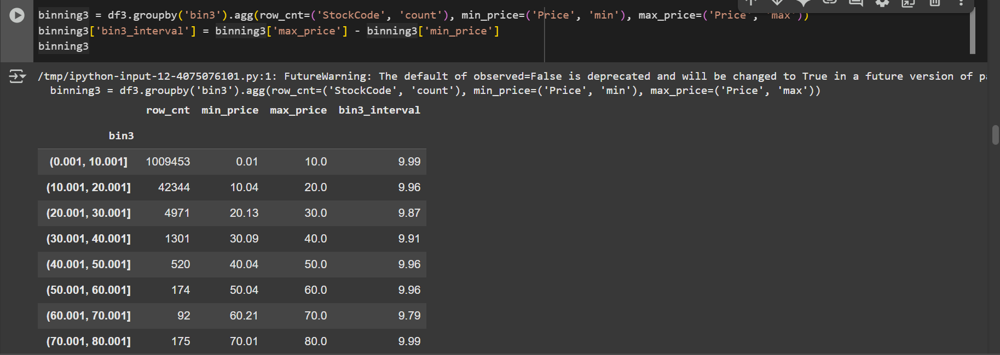 binning3 = df3.groupby('bin3').agg(row_cnt=('StockCode', 'count'), min_price=('Price', 'min'), max_price=('Price', 'max'))
binning3['bin3_interval'] = binning3['max_price'] - binning3['min_price']
binning3
/tmp/ipython-input-12-4075076101.py:1: FutureWarning: The default of observed=False is deprecated and will be changed to True in a future version of
binning3 = df3.groupby('bin3').agg(row_cnt=('StockCode', 'count'), min_price=('Price', 'min'), max_price=('Price', 'max'))
row_cnt min_price max_price bin3_interval
bin3
(0.001, 10.001] 1009453 0.01 10.0 9.99
(10.001, 20.001] 42344 10.04 20.0 9.96
(20.001, 30.001] 4971 20.13 30.0 9.87
(30.001, 40.001] 1301 30.09 40.0 9.91
(40.001, 50.001] 520 40.04 50.0 9.96
(50.001, 60.001] 174 50.04 60.0 9.96
(60.001, 70.001] 92 60.21 70.0 9.79
(70.001, 80.001] 175 70.01 80.0 9.99